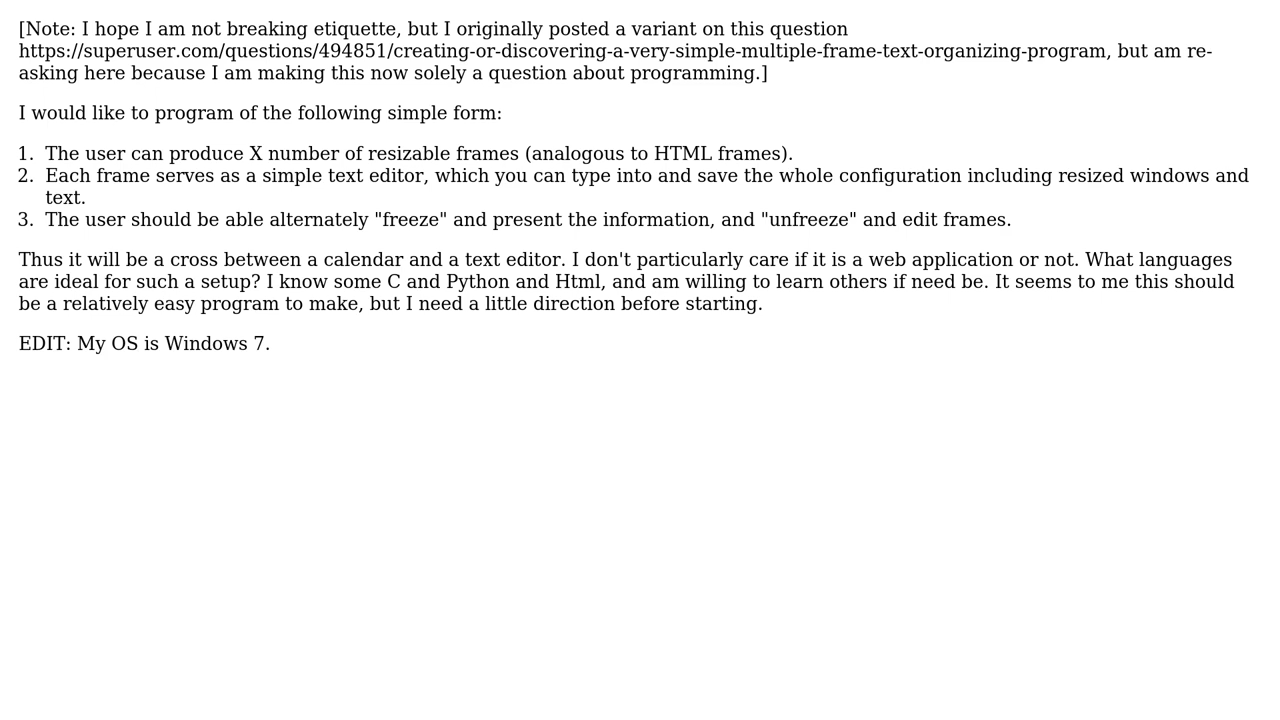 [Note: I hope I am not breaking etiquette, but I originally posted a variant on this question
https://superuser.com/questions/494851/creating-or-discovering-a-very-simple-multiple-frame-text-organizing-program, but am re-
asking here because I am making this now solely a question about programming.]
I would like to program of the following simple form:
1. The user can produce X number of resizable frames (analogous to HTML frames).
2. Each frame serves as a simple text editor, which you can type into and save the whole configuration including resized windows and
text.
3. The user should be able alternately "freeze" and present the information, and "unfreeze" and edit frames.
Thus it will be a cross between a calendar and a text editor. I don't particularly care if it is a web application or not. What languages
are ideal for such a setup? I know some C and Python and Html, and am willing to learn others if need be. It seems to me this should
be a relatively easy program to make, but I need a little direction before starting.
EDIT: My OS is Windows 7.